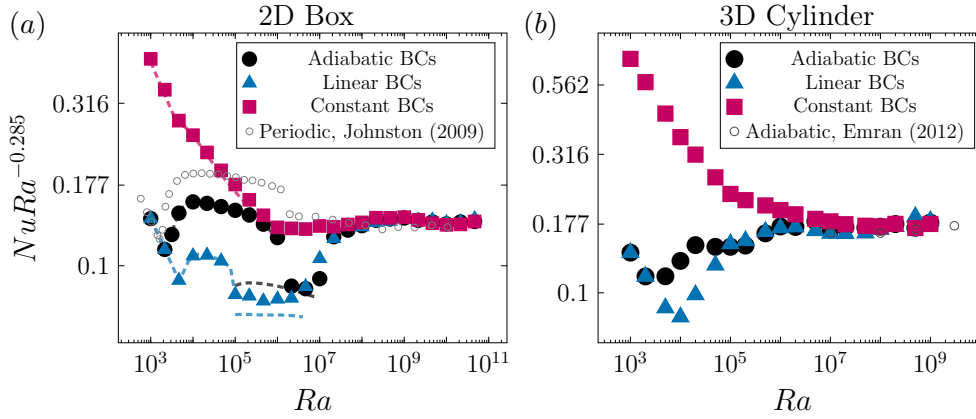 (a) 2D Box
Adiabatic BCs
Linear BCs
Constant BCs
Periodic, Johnston (2009)
0.316
0.177
0.1
NuRa^{-0.285}
10^3 10^5 10^7 10^9 10^{11}
Ra
(b) 3D Cylinder
Adiabatic BCs
Linear BCs
Constant BCs
Adiabatic, Emran (2012)
0.562
0.316
0.177
0.1
10^3 10^5 10^7 10^9
Ra